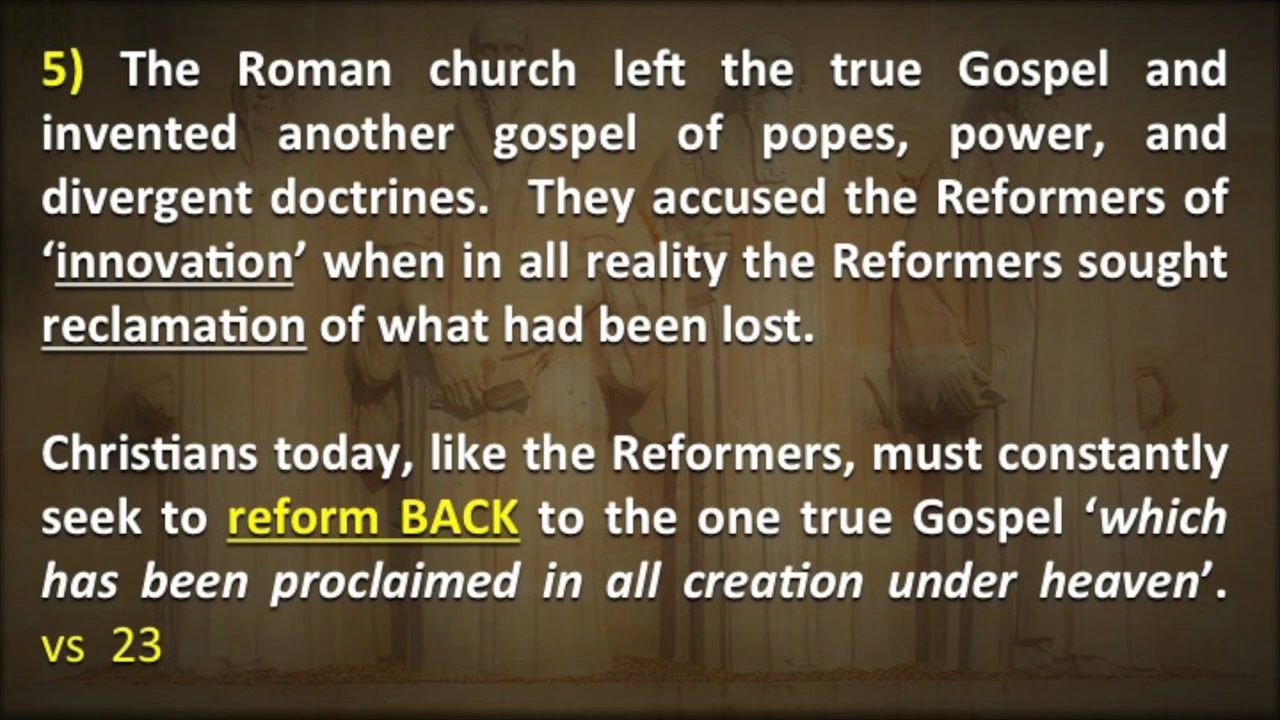 5) The Roman church left the true Gospel and
invented another gospel of popes, power, and
divergent doctrines. They accused the Reformers of
‘innovation’ when in all reality the Reformers sought
reclamation of what had been lost.
Christians today, like the Reformers, must constantly
seek to reform BACK to the one true Gospel ‘which
has been proclaimed in all creation under heaven’.
vs 23